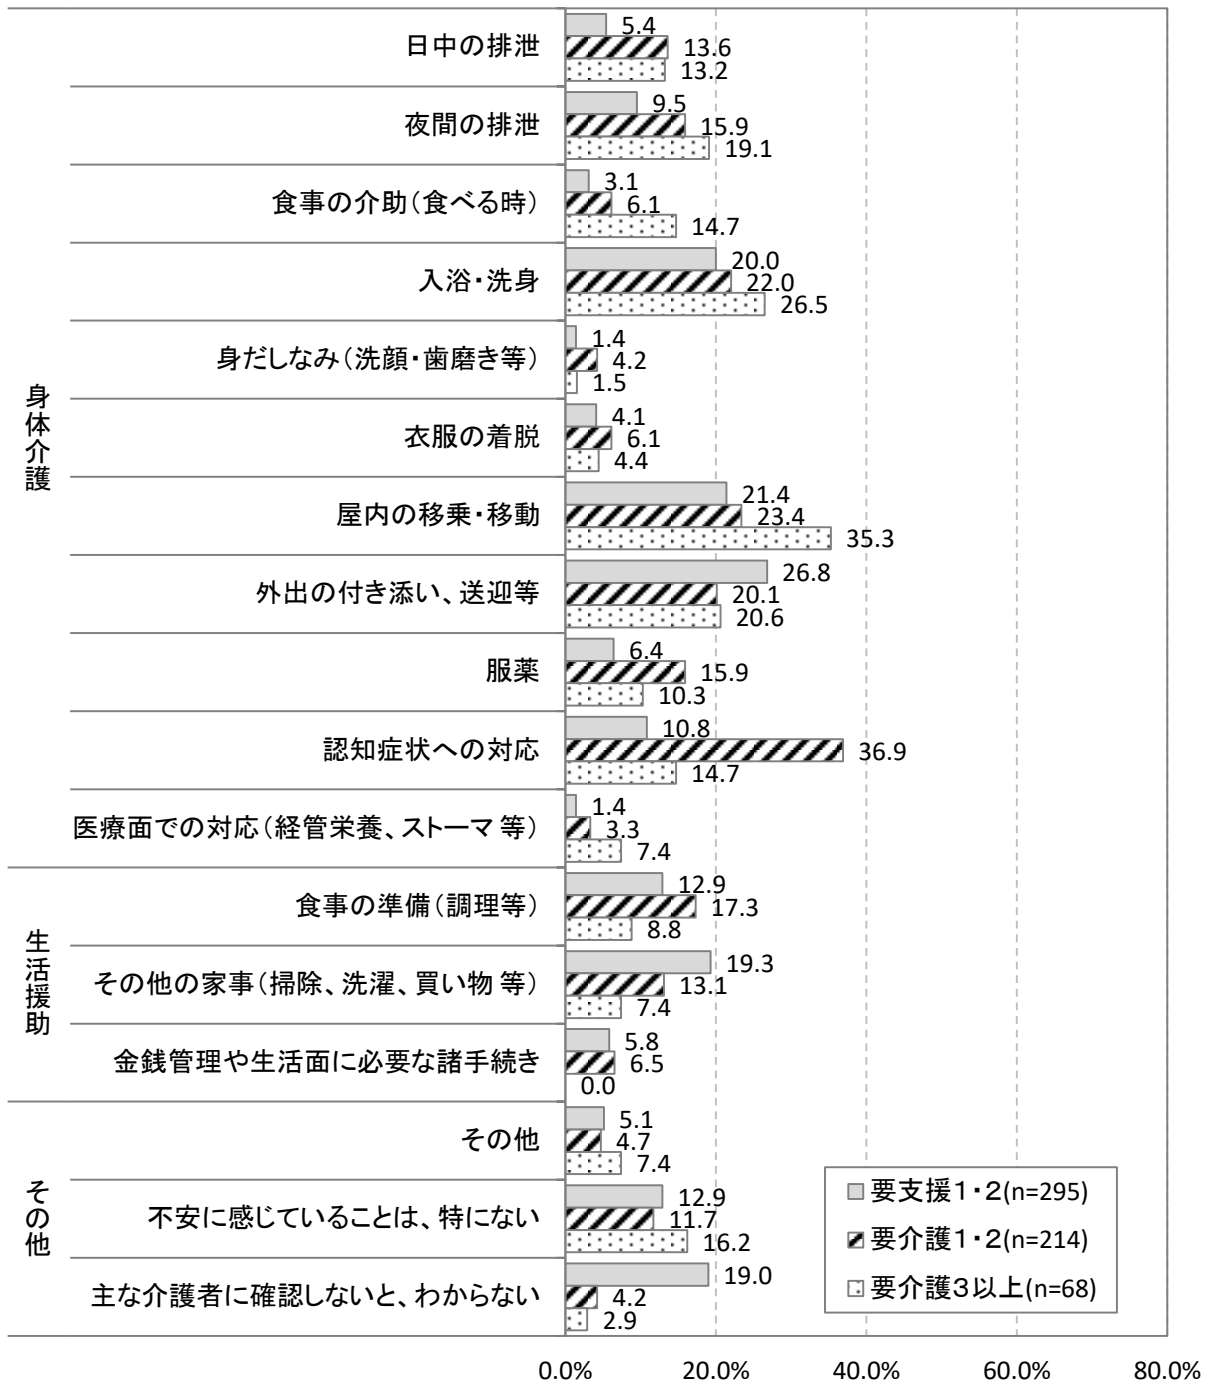 身体介護
日中の排泄
5.4
13.6
13.2
夜間の排泄
9.5
15.9
19.1
食事の介助（食べる時）
3.1
6.1
14.7
入浴・洗身
20.0
22.0
26.5
身だしなみ（洗顔・歯磨き等）
1.4
4.2
1.5
衣服の着脱
4.1
6.1
4.4
屋内の移乗・移動
21.4
23.4
35.3
外出の付き添い、送迎等
26.8
20.1
20.6
服薬
6.4
15.9
10.3
認知症状への対応
10.8
36.9
14.7
医療面での対応（経管栄養、ストーマ 等）
1.4
3.3
7.4
生活援助
食事の準備（調理等）
12.9
17.3
8.8
その他の家事（掃除、洗濯、買い物 等）
19.3
13.1
7.4
金銭管理や生活面に必要な諸手続き
5.8
6.5
0.0
その他
その他
5.1
4.7
7.4
不安に感じていることは、特にない
12.9
11.7
16.2
主な介護者に確認しないと、わからない
19.0
4.2
2.9
要支援１・２(n=295)
要介護１・２(n=214)
要介護３以上(n=68)
0.0% 20.0% 40.0% 60.0% 80.0%